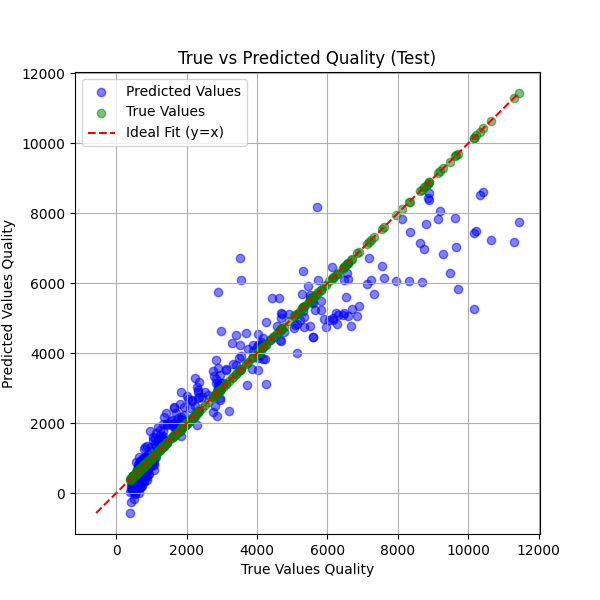 True vs Predicted Quality (Test)
Predicted Values
True Values
Ideal Fit (y=x)
12000
10000
8000
6000
4000
2000
0
Predicted Values Quality
0 2000 4000 6000 8000 10000 12000
True Values Quality